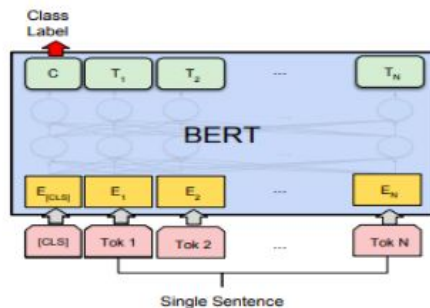 Class
Label
C T1 T2 ... TN
BERT
E[CLS] E1 E2 ... EN
[CLS] Tok 1 Tok 2 ... Tok N
Single Sentence